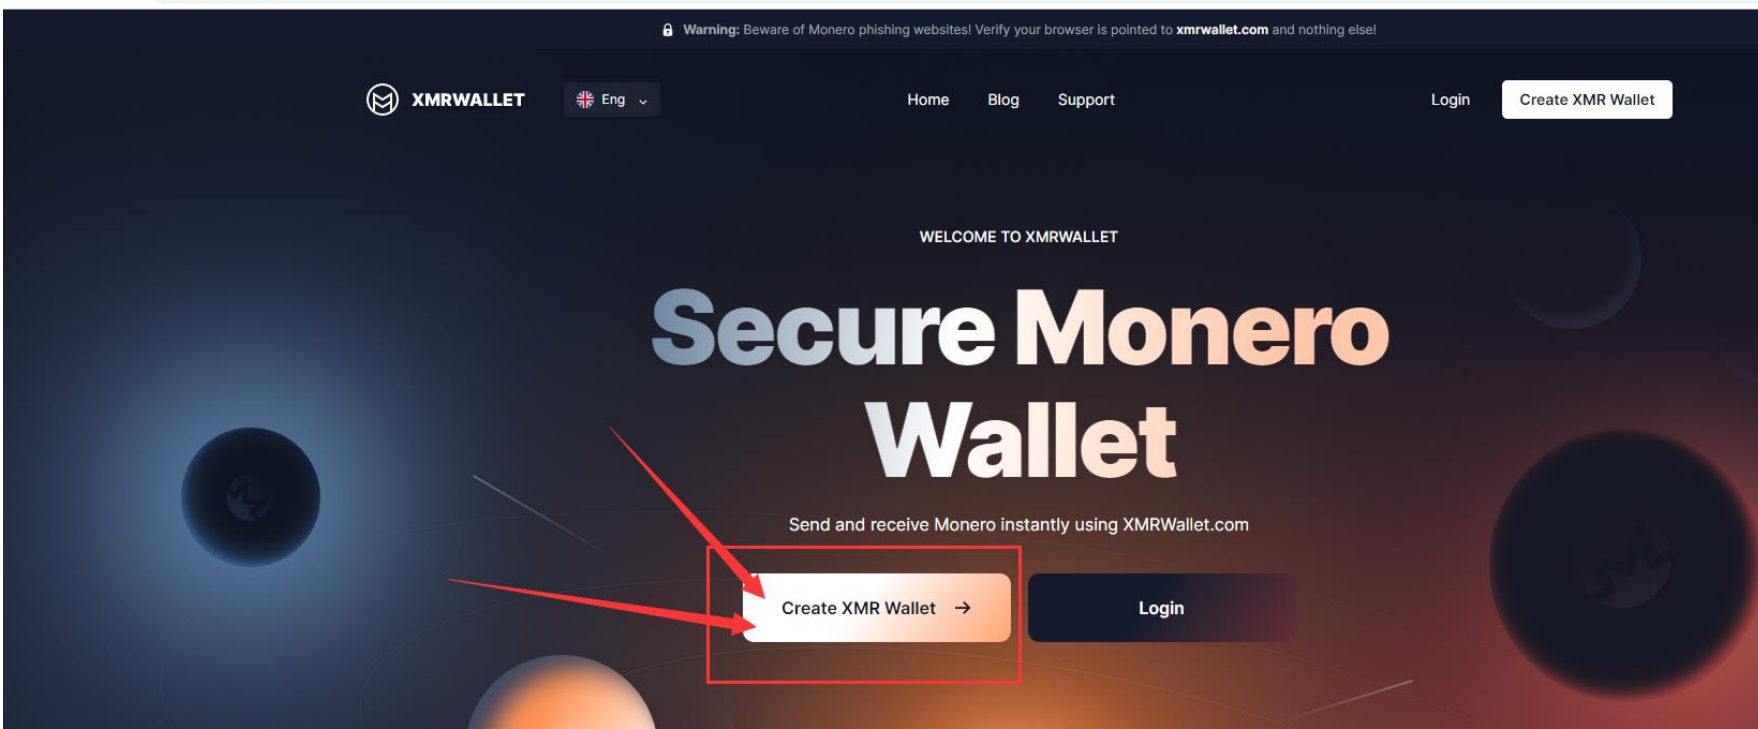 Warning: Beware of Monero phishing websites! Verify your browser is pointed to xmrwallet.com and nothing else!
XMRWALLET
Eng
Home
Blog
Support
Login
Create XMR Wallet
WELCOME TO XMRWALLET
Secure Monero
Wallet
Send and receive Monero instantly using XMRWallet.com
Create XMR Wallet →
Login